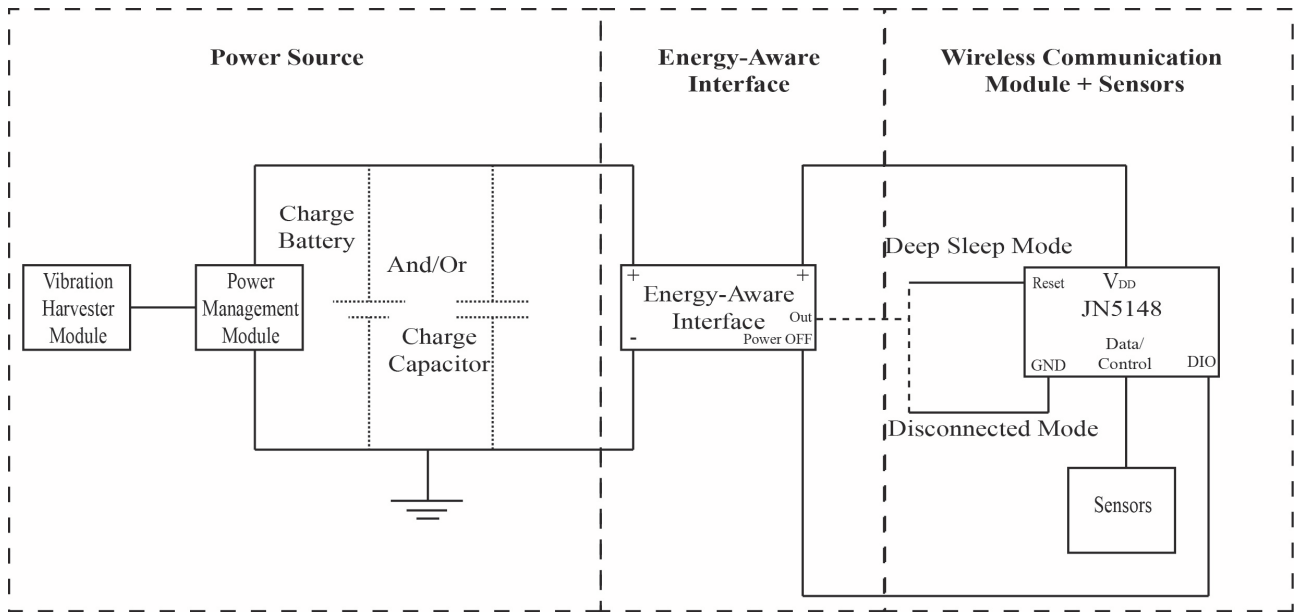 Power Source
Energy-Aware
Interface
Wireless Communication
Module + Sensors
Charge
Battery
And/Or
Charge
Capacitor
Vibration
Harvester
Module
Power
Management
Module
+
+
Energy-Aware
Interface
Out
-
Power OFF
Deep Sleep Mode
Disconnected Mode
Reset
VDD
JN5148
Data/
Control
GND
DIO
Sensors